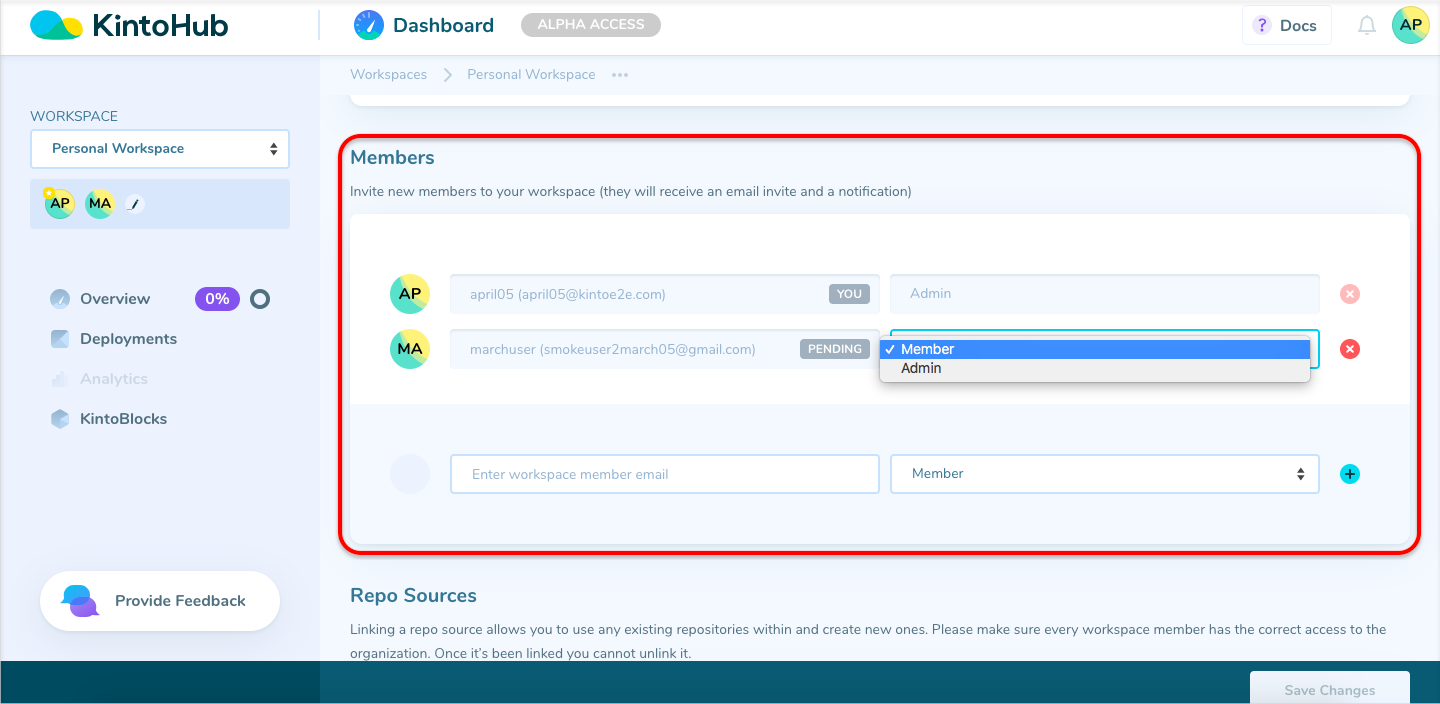 KintoHub
Dashboard
ALPHA ACCESS
? Docs
AP
Workspaces
Personal Workspace
WORKSPACE
Personal Workspace
AP
MA
Overview
0%
Deployments
Analytics
KintoBlocks
Provide Feedback
Members
Invite new members to your workspace (they will receive an email invite and a notification)
AP
april05 (april05@kintoe2e.com)
YOU
Admin
MA
marchuser (smokeuser2march05@gmail.com)
PENDING
✓ Member
Admin
Enter workspace member email
Member
Repo Sources
Linking a repo source allows you to use any existing repositories within and create new ones. Please make sure every workspace member has the correct access to the
organization. Once it's been linked you cannot unlink it.
Save Changes